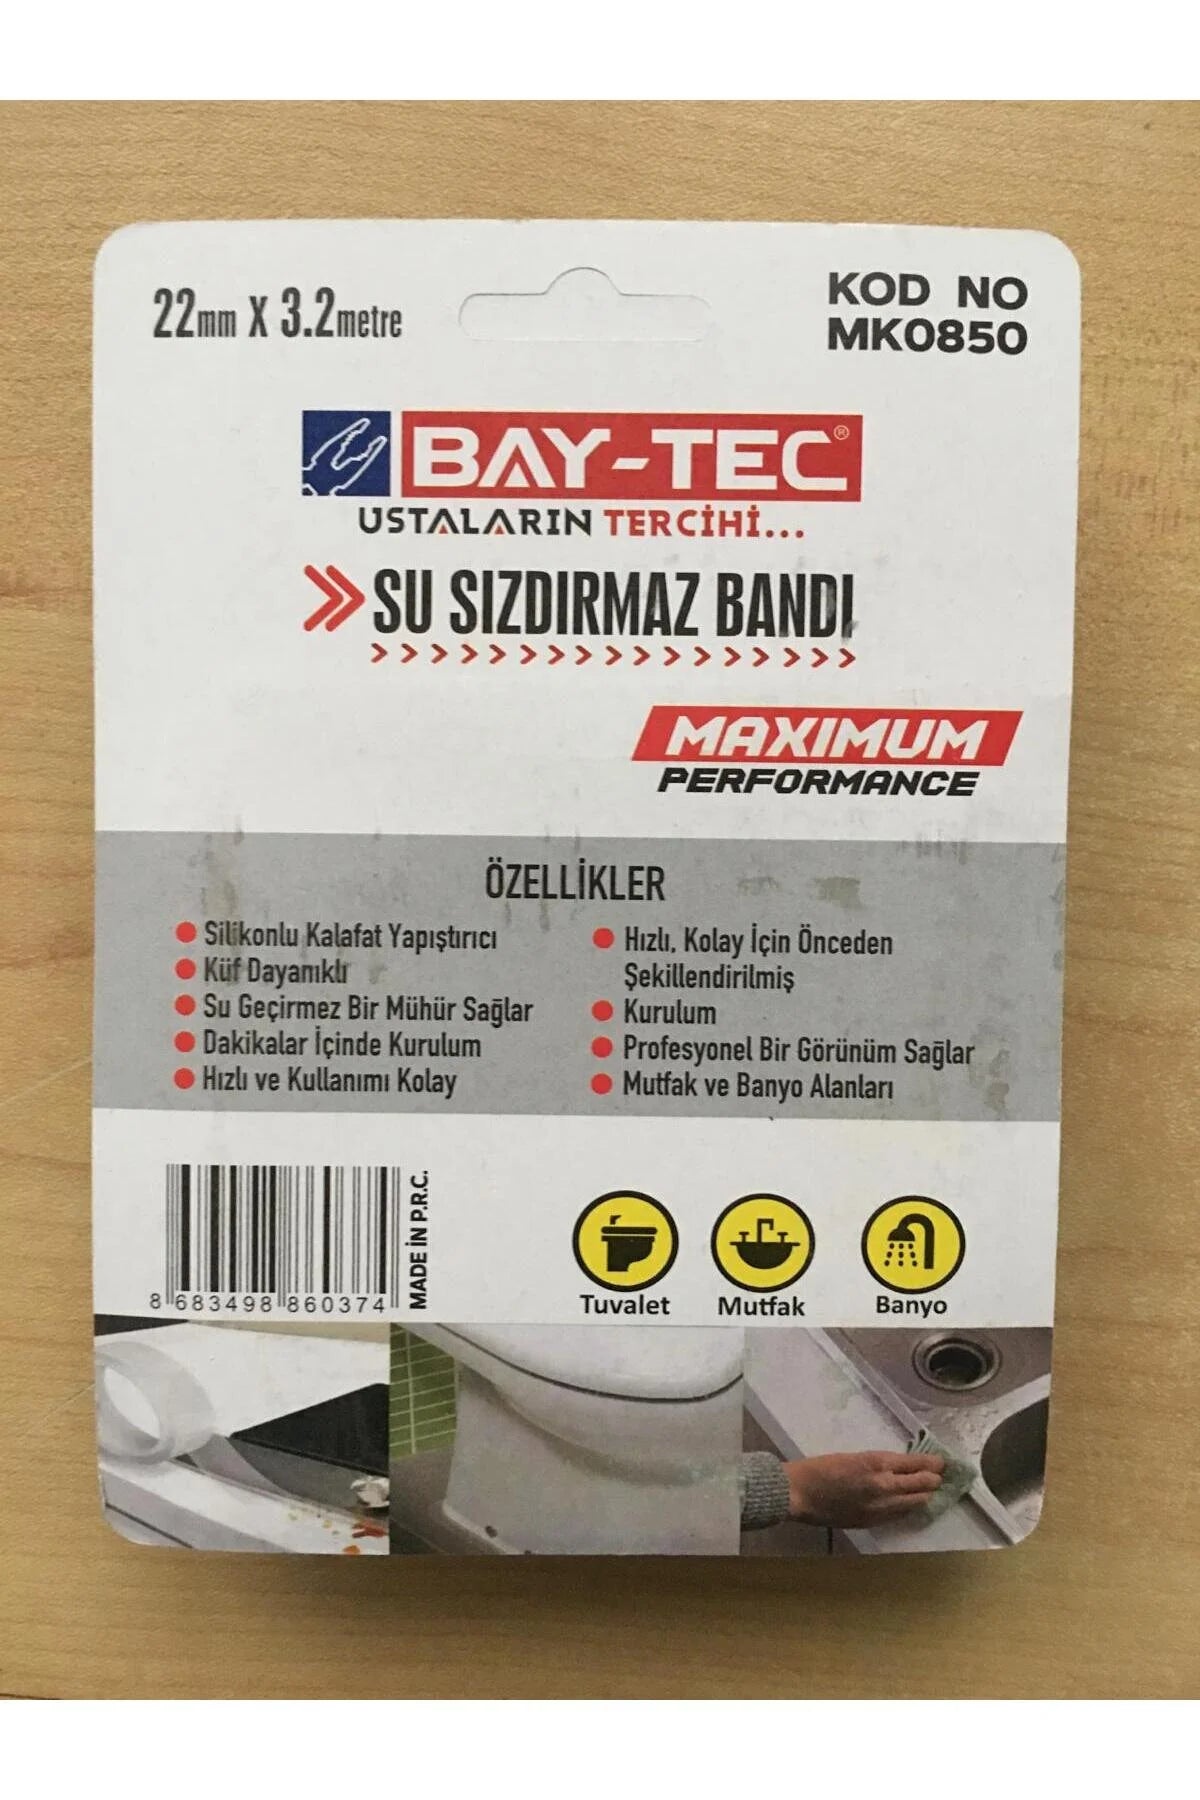 22mm X 3.2metre
KOD NO
MK0850
BAY-TEC®
USTALARIN TERCİHİ...
SU SIZDIRMAZ BANDI
MAXIMUM
PERFORMANCE
ÖZELLİKLER
Silikonlu Kalafat Yapıştırıcı
Küf Dayanıklı
Su Geçirmez Bir Mühür Sağlar
Dakikalar İçinde Kurulum
Hızlı ve Kullanımı Kolay
Hızlı, Kolay İçin Önceden
Şekillendirilmiş
Kurulum
Profesyonel Bir Görünüm Sağlar
Mutfak ve Banyo Alanları
8 683498 860374
MADE İN P.R.C.
Tuvalet
Mutfak
Banyo